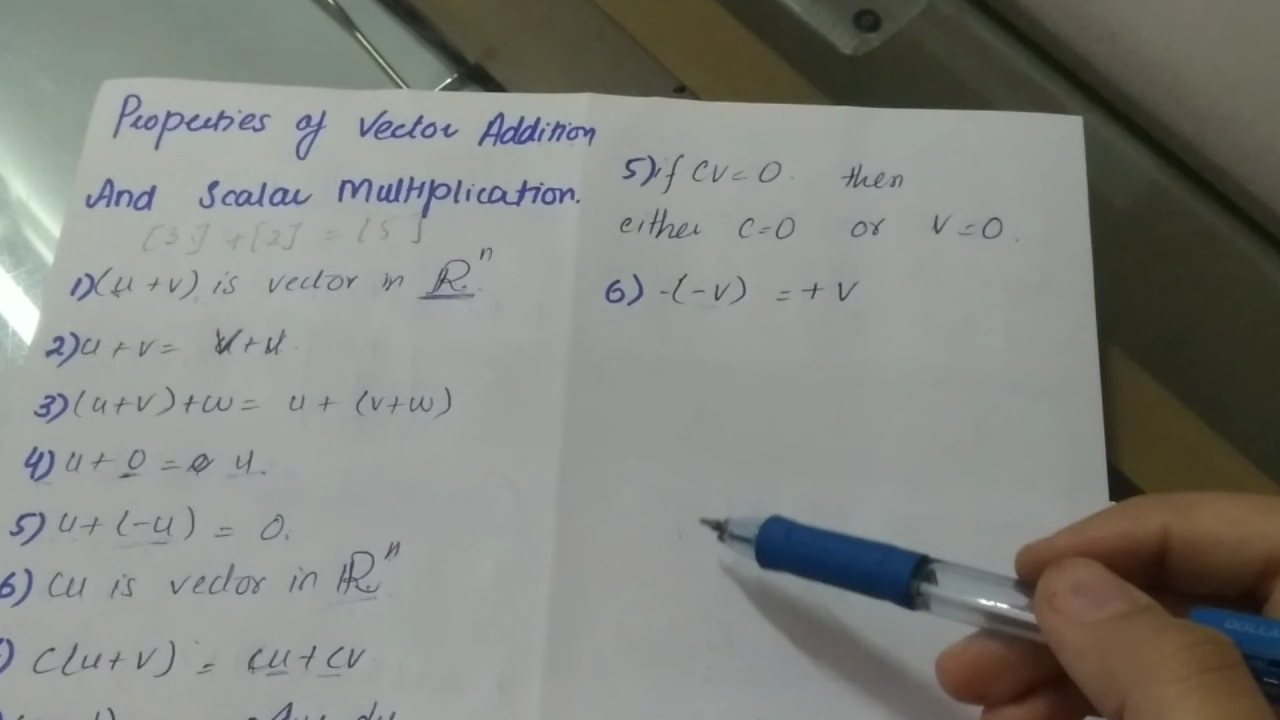 Properties of Vector Addition
And Scalar Multiplication.
[3] + [2] = [5]
1) (u+v) is vector in ℝⁿ
2) u+v = v+u
3) (u+v)+w = u+(v+w)
4) u+0 = u.
5) u+(-u) = 0.
6) cu is vector in ℝⁿ
) c(u+v) = cu+cv
5) if cv=0. then
either c=0 or v=0.
6) -(-v) = +v